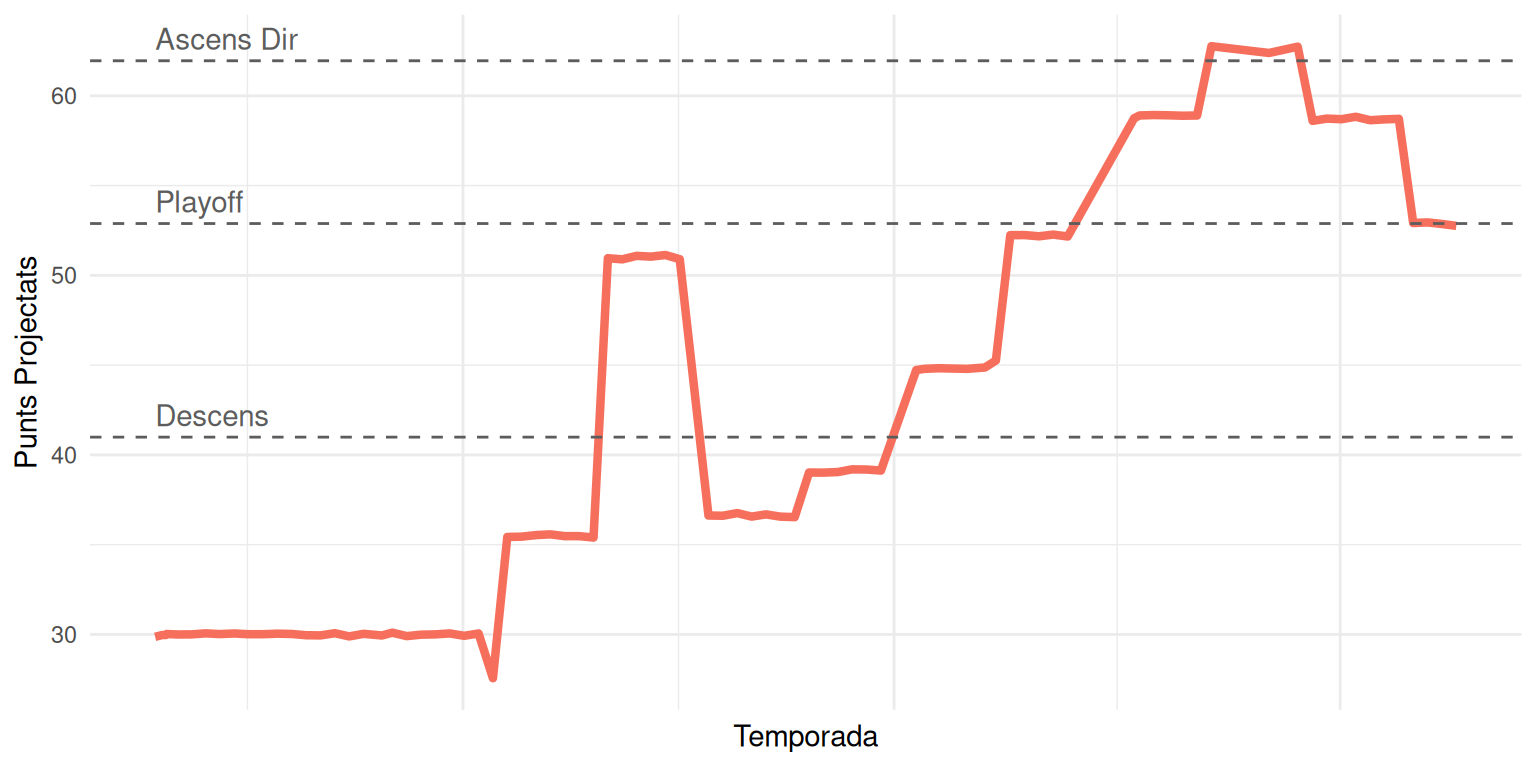 Ascens Dir
60
Playoff
50
Punts Projectats
Descens
40
30
Temporada